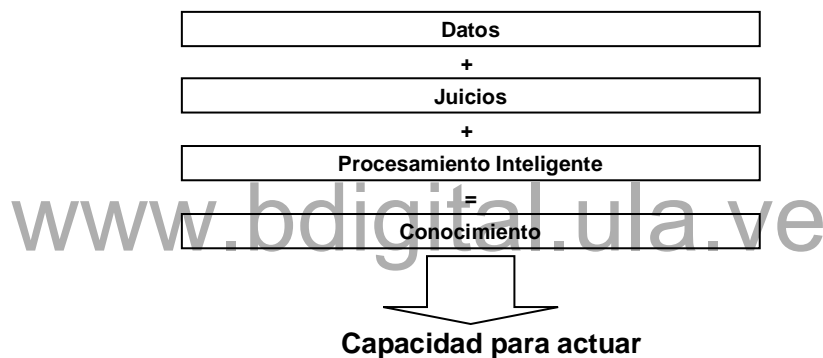 Datos
+
Juicios
+
Procesamiento Inteligente
=
www.bdigital.ula.ve
Conocimiento
Capacidad para actuar